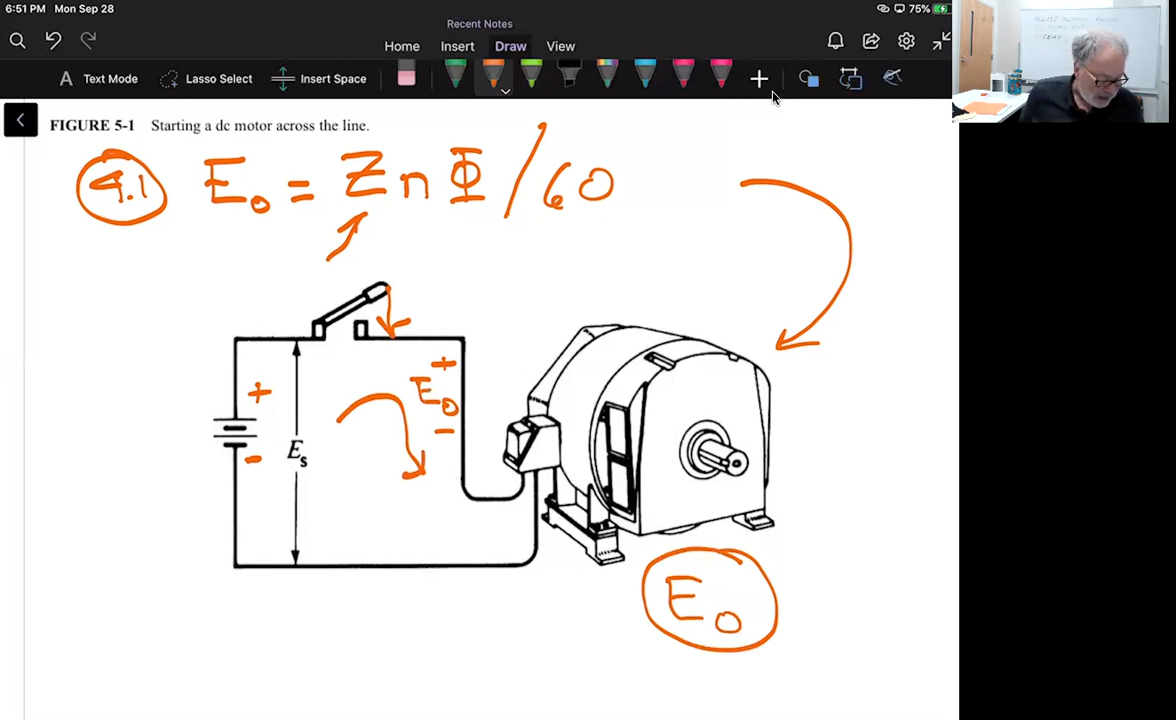 6:51 PM Mon Sep 28
75%
Recent Notes
Home Insert Draw View
A Text Mode Lasso Select Insert Space
FIGURE 5-1 Starting a dc motor across the line.
4.1 E₀ = ZnΦ/60
+
E₀
-
+
-
Eₛ
E₀